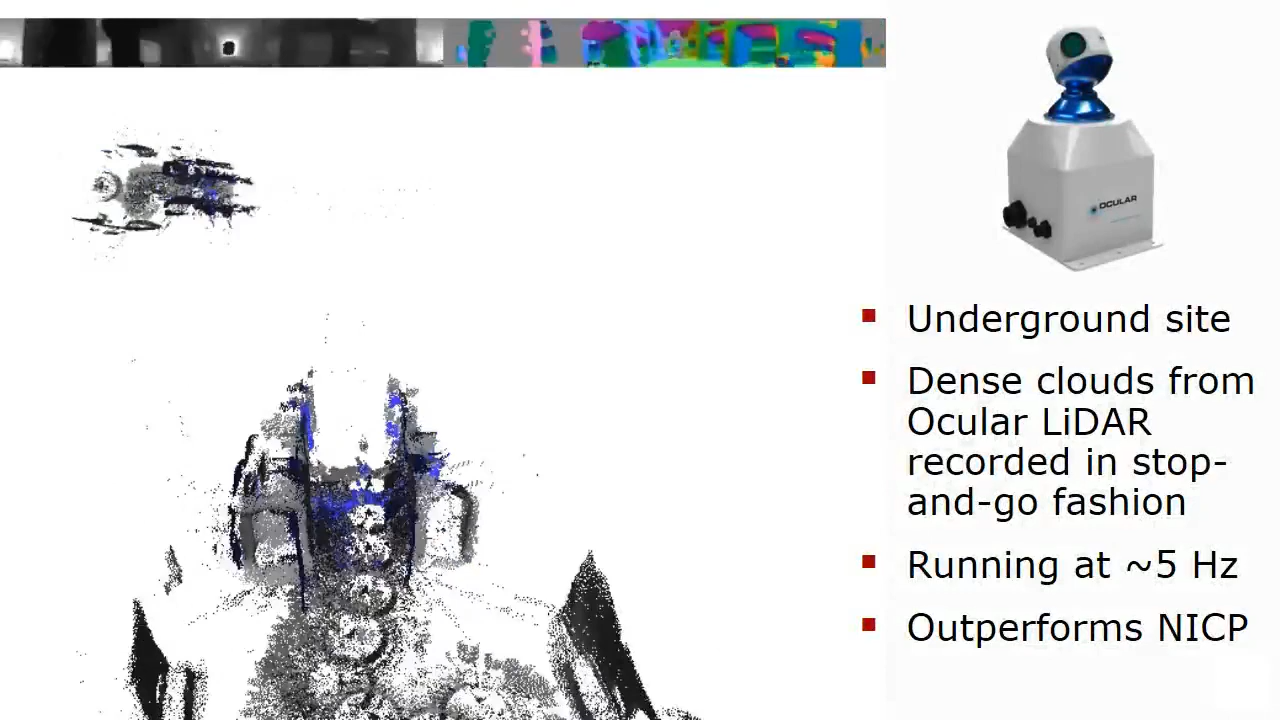 OCULAR
Underground site
Dense clouds from
Ocular LiDAR
recorded in stop-
and-go fashion
Running at ~5 Hz
Outperforms NICP